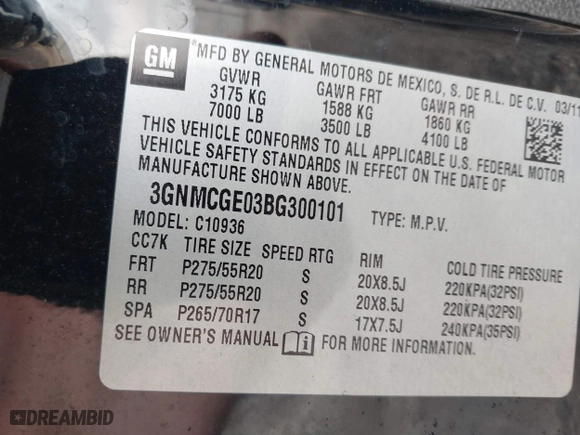 GM
*MFD BY GENERAL MOTORS DE MEXICO, S. DE R.L. DE C.V. 03/11
GVWR GAWR FRT GAWR RR
3175 KG 1588 KG 1860 KG
7000 LB 3500 LB 4100 LB
THIS VEHICLE CONFORMS TO ALL APPLICABLE U.S. FEDERAL MOTOR
VEHICLE SAFETY STANDARDS IN EFFECT ON THE DATE OF
MANUFACTURE SHOWN ABOVE.
3GNMCGE03BG300101 TYPE: M.P.V.
MODEL: C10936
CC7K TIRE SIZE SPEED RTG RIM COLD TIRE PRESSURE
FRT P275/55R20 S 20X8.5J 220KPA(32PSI)
RR P275/55R20 S 20X8.5J 220KPA(32PSI)
SPA P265/70R17 S 17X7.5J 240KPA(35PSI)
SEE OWNER'S MANUAL i FOR MORE INFORMATION.
DREAMBID